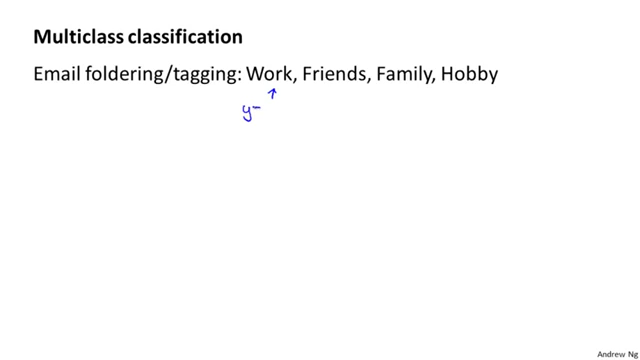 Multiclass classification
Email foldering/tagging: Work, Friends, Family, Hobby
y=
Andrew Ng